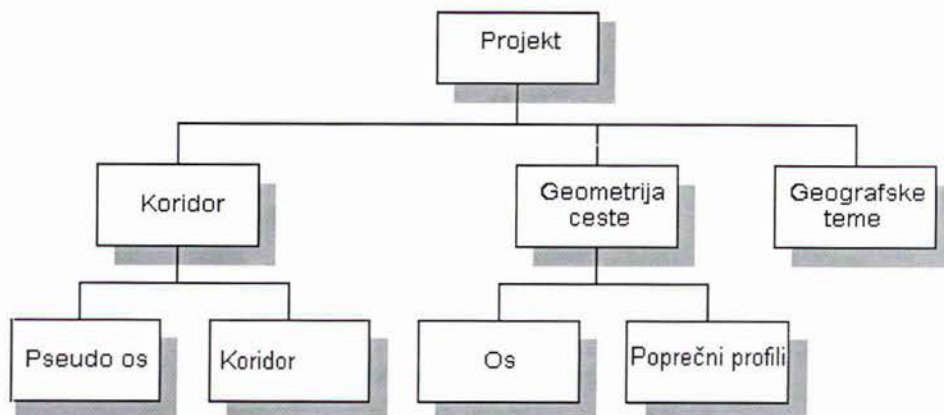 Projekt
Koridor
Geometrija
ceste
Geografske
teme
Pseudo os
Koridor
Os
Poprečni profili